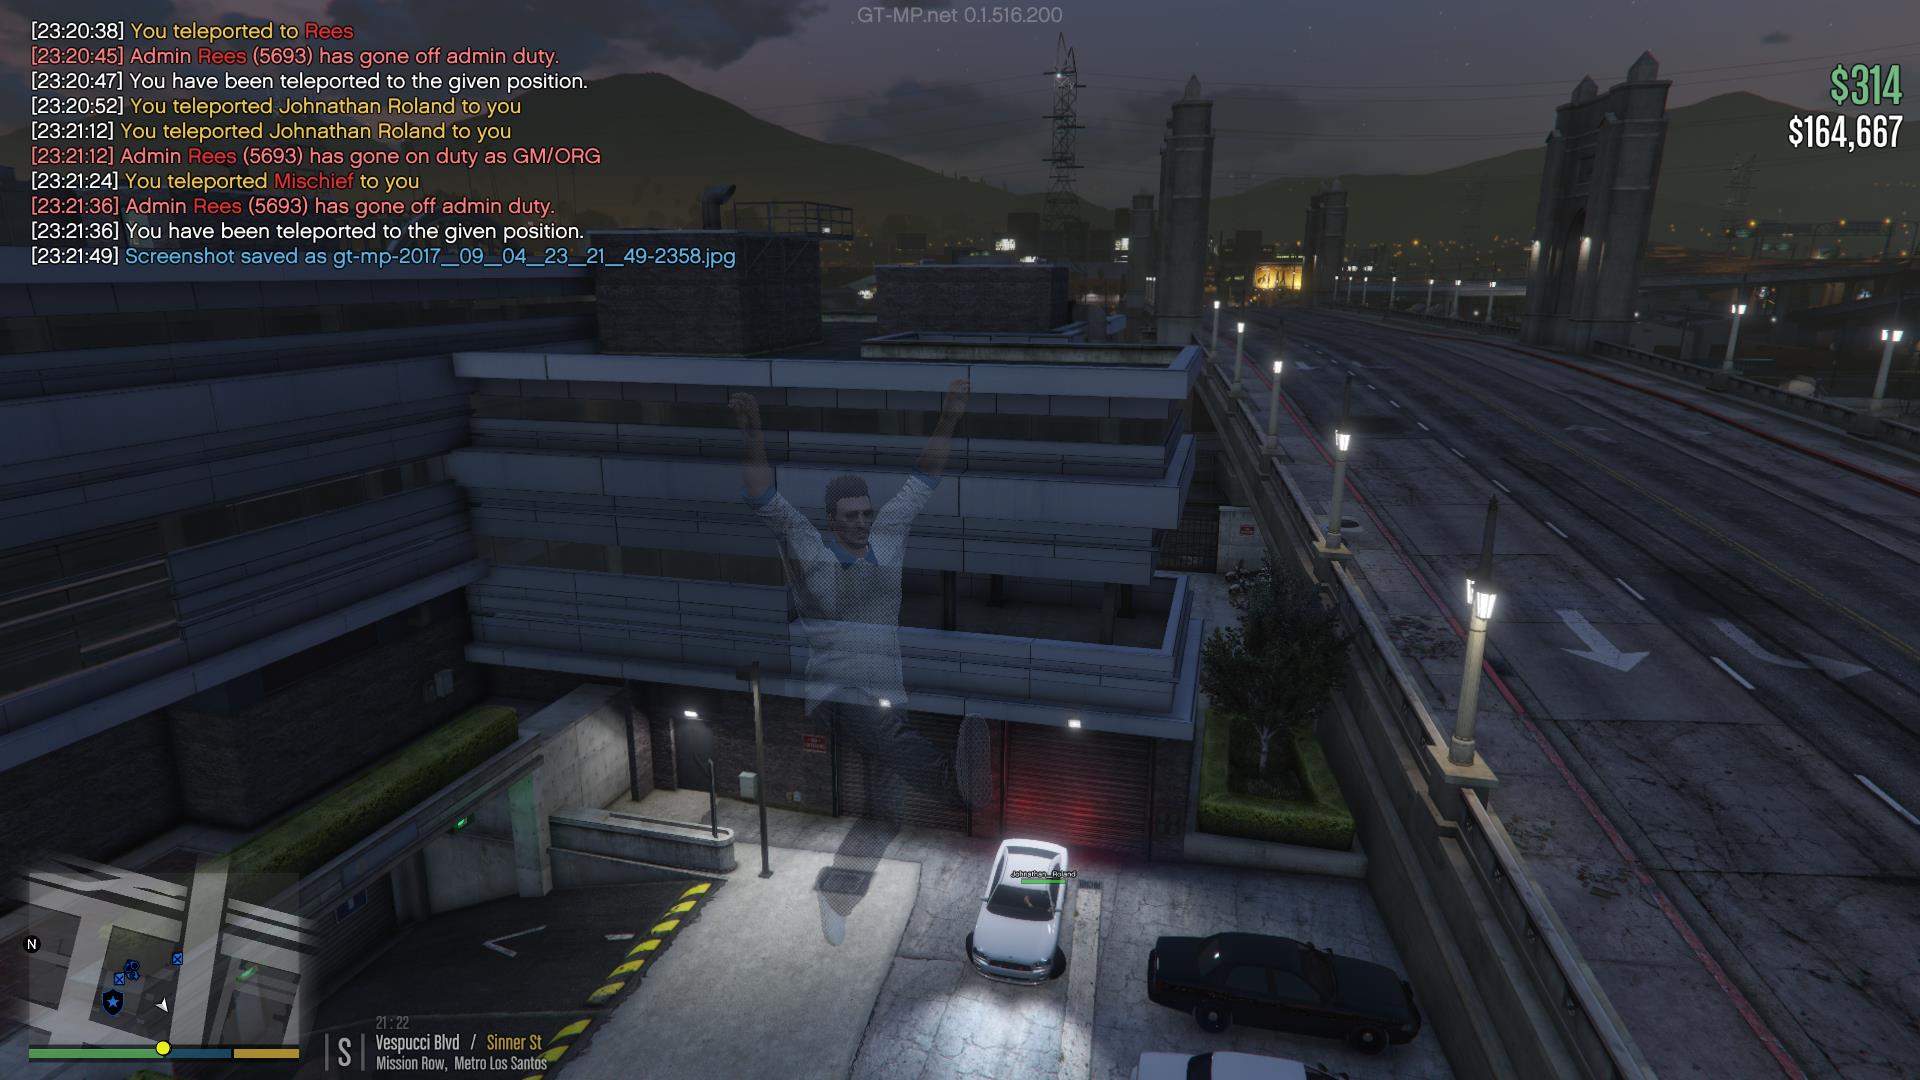 GT-MP.net 0.1.516.200
[23:20:38] You teleported to Rees
[23:20:45] Admin Rees (5693) has gone off admin duty.
[23:20:47] You have been teleported to the given position.
[23:20:52] You teleported Johnathan Roland to you
[23:21:12] You teleported Johnathan Roland to you
[23:21:12] Admin Rees (5693) has gone on duty as GM/ORG
[23:21:24] You teleported Mischief to you
[23:21:36] Admin Rees (5693) has gone off admin duty.
[23:21:36] You have been teleported to the given position.
[23:21:49] Screenshot saved as gt-mp-2017__09__04__23__21__49-2358.jpg
$314
$164,667
Johnathan_Roland
N
21:22
S
Vespucci Blvd / Sinner St
Mission Row, Metro Los Santos